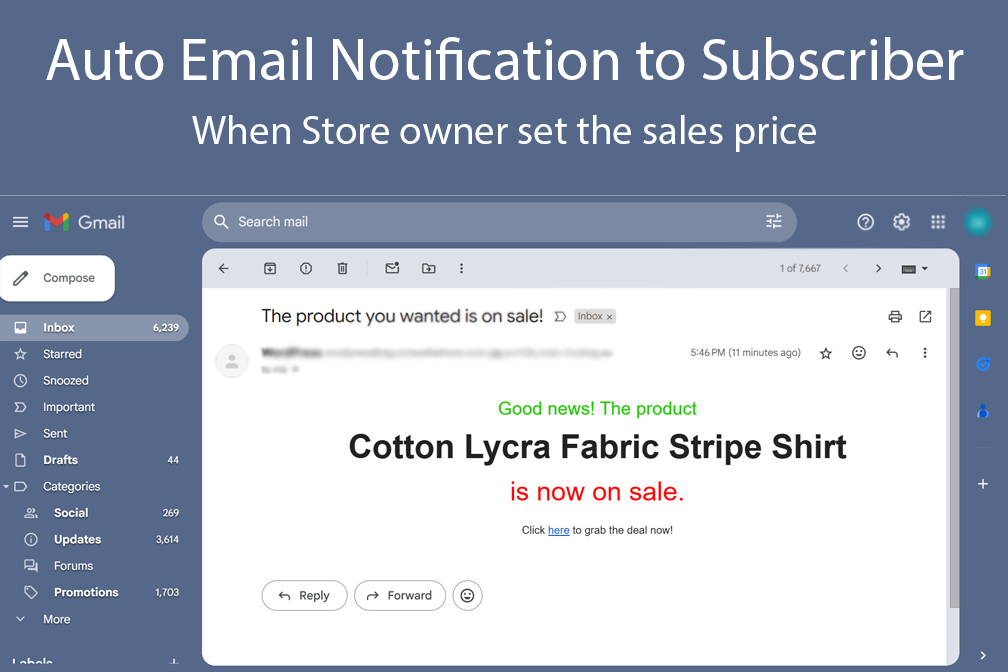 Auto Email Notification to Subscriber
When Store owner set the sales price
Gmail
Search mail
Compose
1 of 7,667
31
Inbox 6,239
The product you wanted is on sale! Inbox ×
Starred
5:46 PM (11 minutes ago)
Snoozed
Important
Sent
Drafts 44
Categories
Social 269
Updates 3,614
Forums
Promotions 1,703
More
Labels
Good news! The product
Cotton Lycra Fabric Stripe Shirt
is now on sale.
Click here to grab the deal now!
Reply
Forward